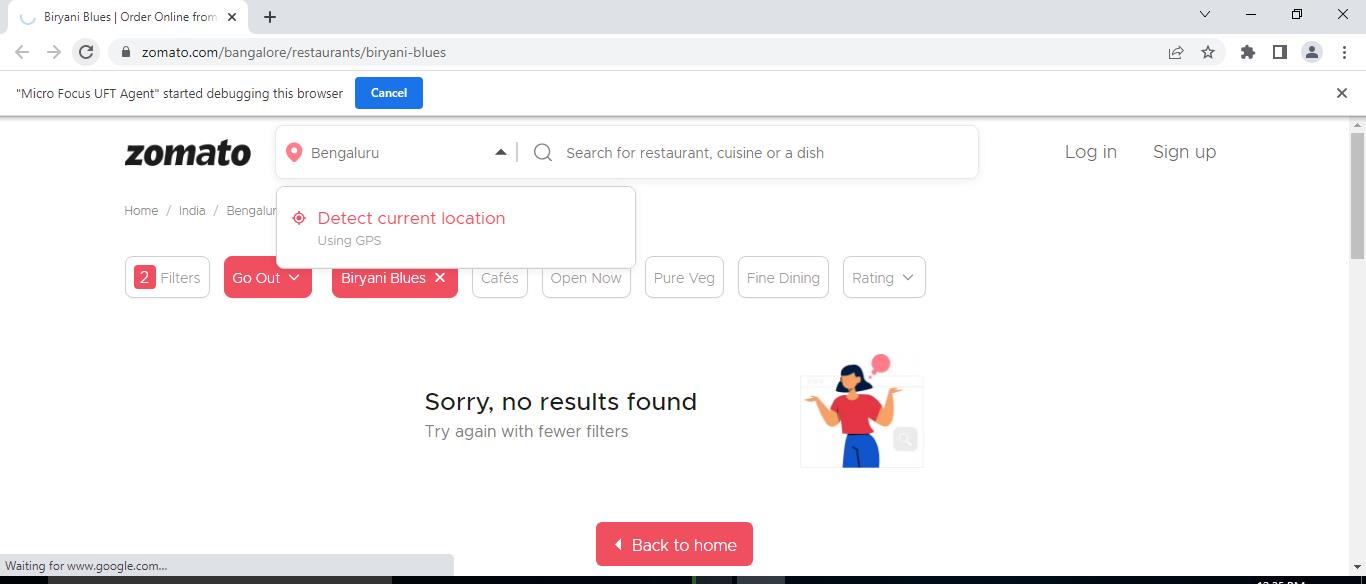 Biryani Blues | Order Online from
zomato.com/bangalore/restaurants/biryani-blues
"Micro Focus UFT Agent" started debugging this browser
Cancel
zomato
Bengaluru
Search for restaurant, cuisine or a dish
Log in
Sign up
Home / India / Bengalur
Detect current location
Using GPS
2 Filters
Go Out
Biryani Blues
Cafés
Open Now
Pure Veg
Fine Dining
Rating
Sorry, no results found
Try again with fewer filters
Back to home
Waiting for www.google.com...